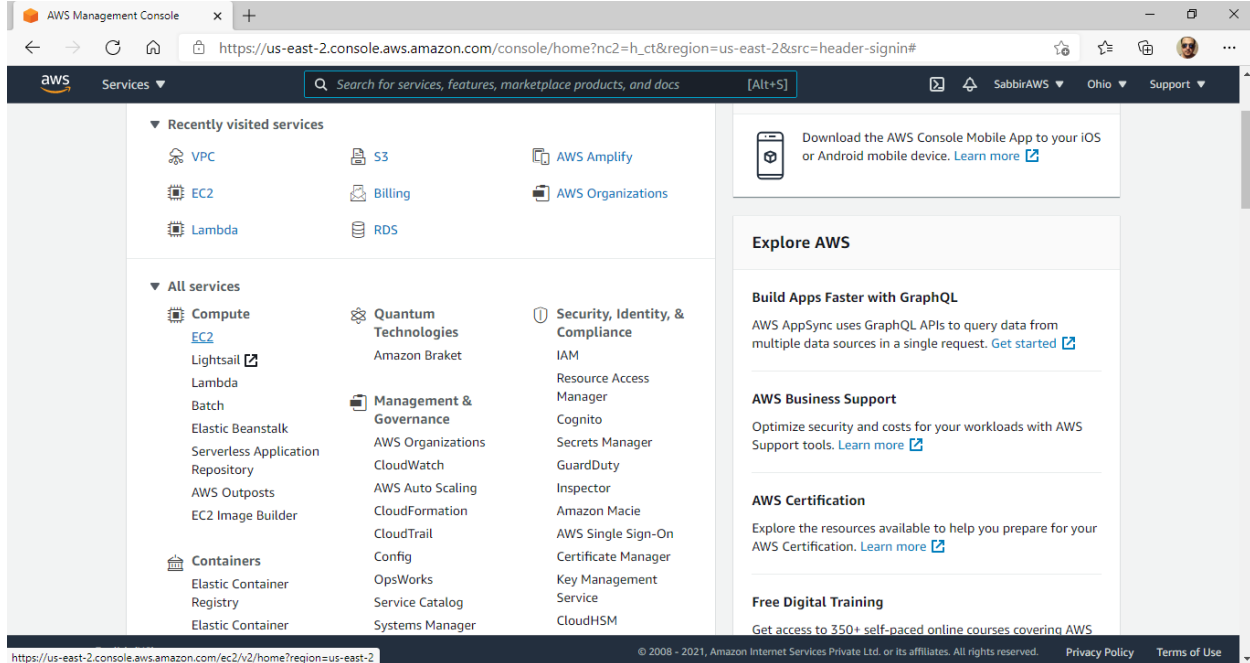 AWS Management Console
https://us-east-2.console.aws.amazon.com/console/home?nc2=h_ct&region=us-east-2&src=header-signin#
aws
Services
Search for services, features, marketplace products, and docs
[Alt+S]
SabbirAWS
Ohio
Support
Recently visited services
VPC
S3
AWS Amplify
EC2
Billing
AWS Organizations
Lambda
RDS
All services
Compute
EC2
Lightsail
Lambda
Batch
Elastic Beanstalk
Serverless Application
Repository
AWS Outposts
EC2 Image Builder
Containers
Elastic Container
Registry
Elastic Container
Quantum
Technologies
Amazon Braket
Management &
Governance
AWS Organizations
CloudWatch
AWS Auto Scaling
CloudFormation
CloudTrail
Config
OpsWorks
Service Catalog
Systems Manager
Security, Identity, &
Compliance
IAM
Resource Access
Manager
Cognito
Secrets Manager
GuardDuty
Inspector
Amazon Macie
AWS Single Sign-On
Certificate Manager
Key Management
Service
CloudHSM
Download the AWS Console Mobile App to your iOS
or Android mobile device. Learn more
Explore AWS
Build Apps Faster with GraphQL
AWS AppSync uses GraphQL APIs to query data from
multiple data sources in a single request. Get started
AWS Business Support
Optimize security and costs for your workloads with AWS
Support tools. Learn more
AWS Certification
Explore the resources available to help you prepare for your
AWS Certification. Learn more
Free Digital Training
Get access to 350+ self-paced online courses covering AWS
© 2008 - 2021, Amazon Internet Services Private Ltd. or its affiliates. All rights reserved.
Privacy Policy
Terms of Use
https://us-east-2.console.aws.amazon.com/ec2/v2/home?region=us-east-2